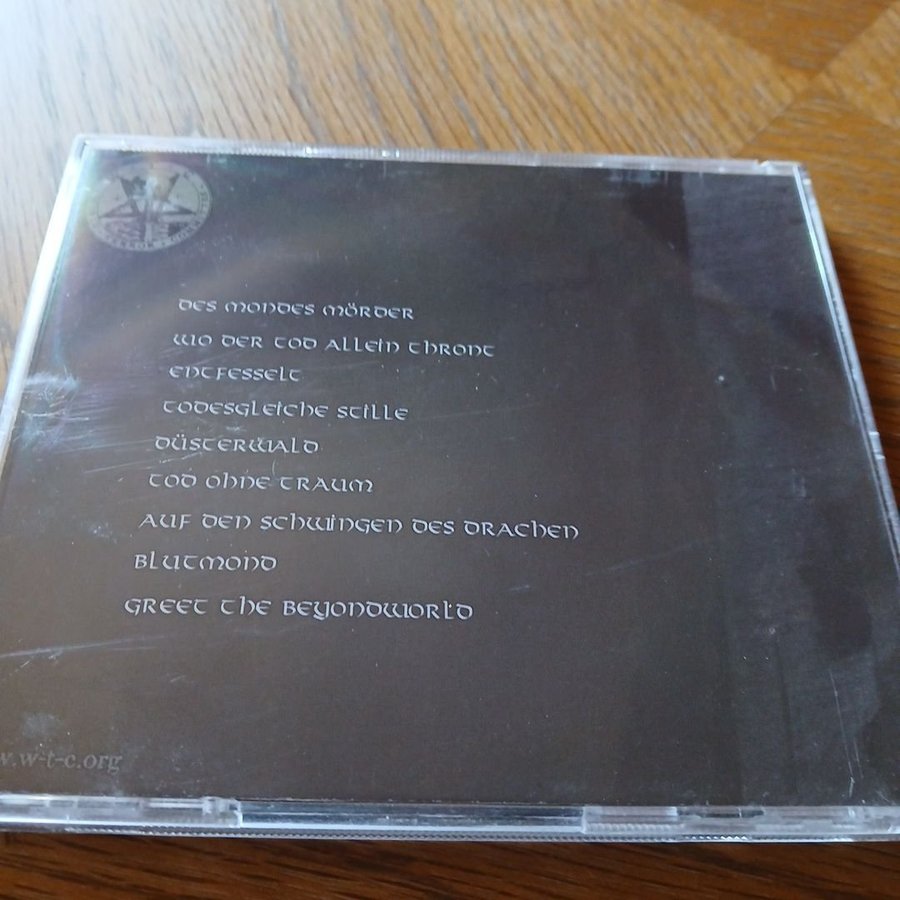 DES MONDES MÖRDER
WO DER TOD ALLEIN THRONT
ENTFESSELT
TODESGLEICHE STILLE
DÜSTERWALD
TOD OHNE TRAUM
AUF DEN SCHWINGEN DES DRACHEN
BLUTMOND
GREET THE BEYONDWORLD
w.w-t-c.org